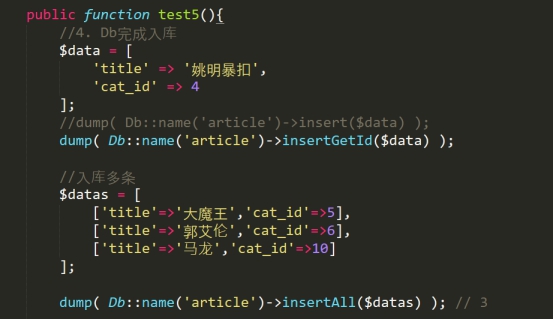 public function test5(){
//4. Db完成入库
$data = [
'title' => '姚明暴扣',
'cat_id' => 4
];
//dump( Db::name('article')->insert($data) );
dump( Db::name('article')->insertGetId($data) );
//入库多条
$datas = [
['title'=>'大魔王','cat_id'=>5],
['title'=>'郭艾伦','cat_id'=>6],
['title'=>'马龙','cat_id'=>10]
];
dump( Db::name('article')->insertAll($datas) ); // 3